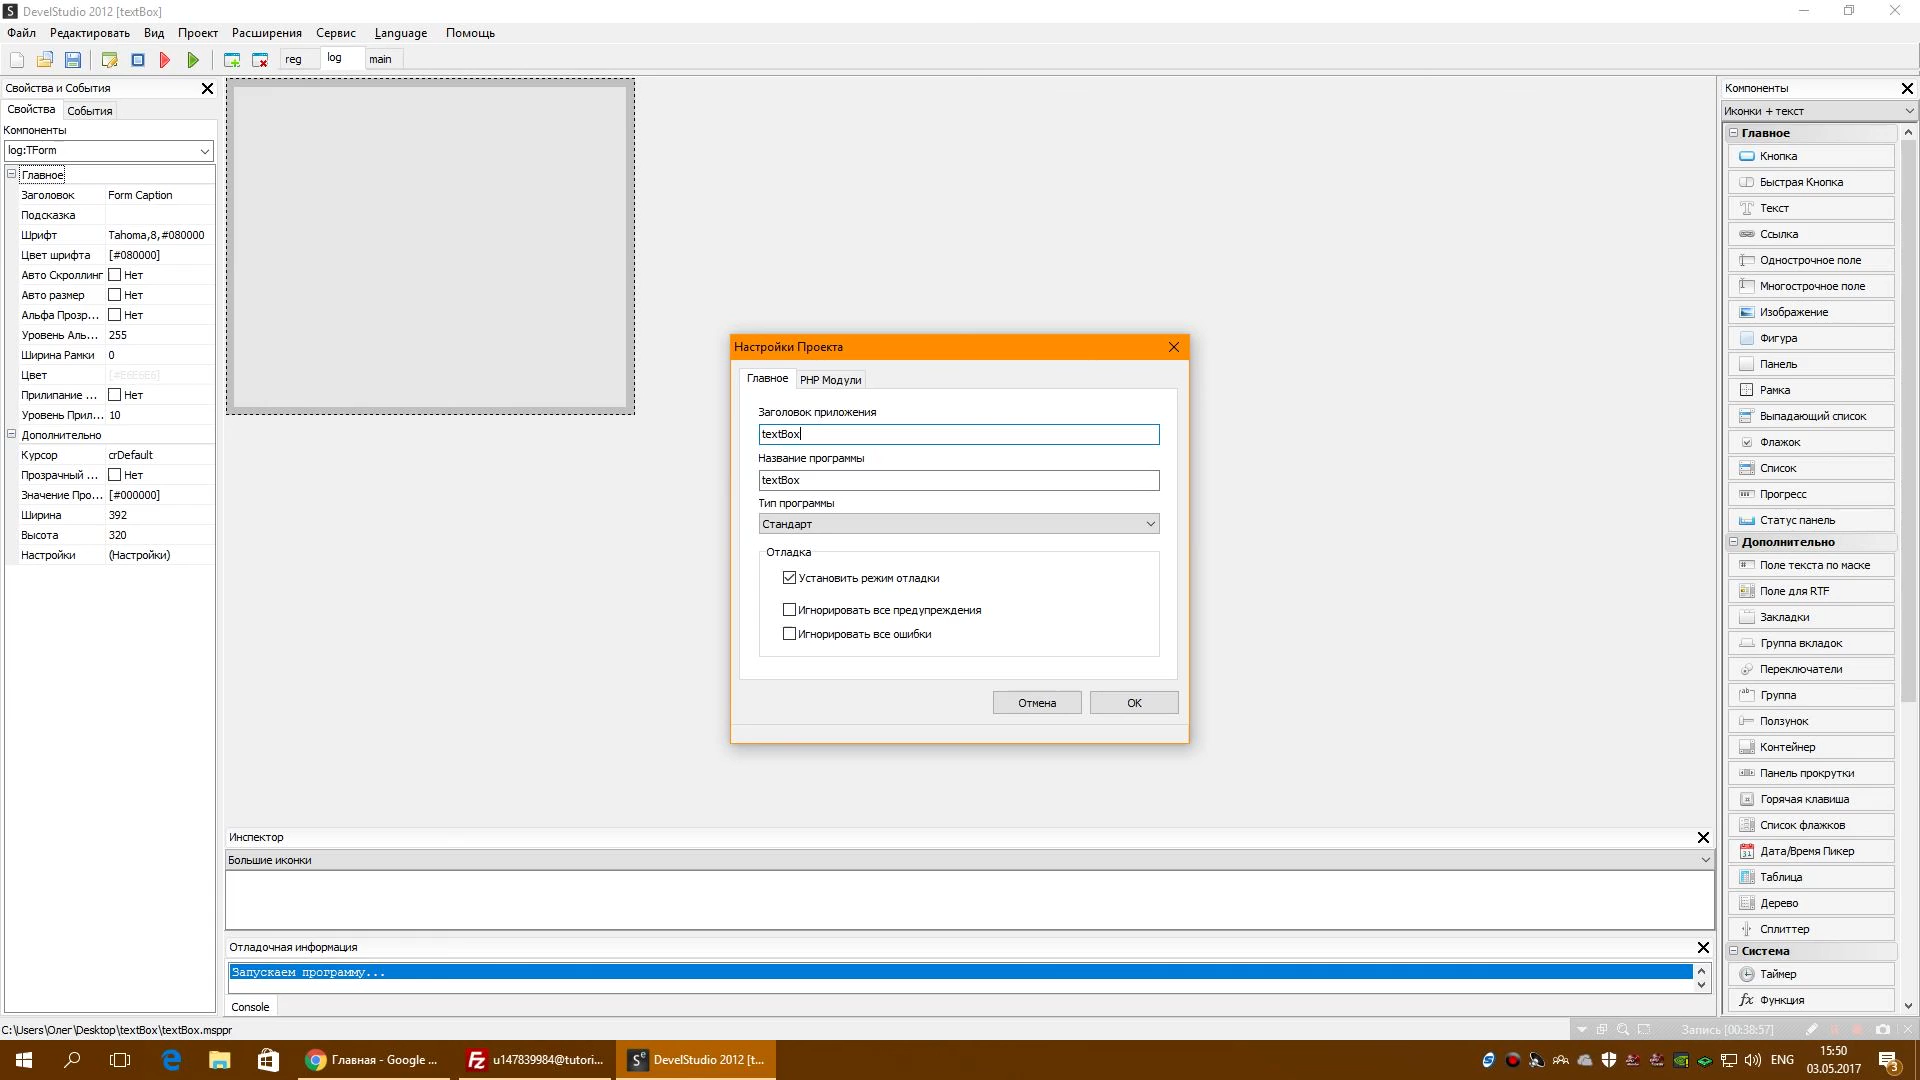 DevelStudio 2012 [textBox]
Файл Редактировать Вид Проект Расширения Сервис Language Помощь
reg log main
Свойства и События
Свойства События
Компоненты
log:TForm
Главное
Заголовок Form Caption
Подсказка
Шрифт Tahoma,8,#080000
Цвет шрифта [#080000]
Авто Скроллинг Нет
Авто размер Нет
Альфа Прозр... Нет
Уровень Аль... 255
Ширина Рамки 0
Цвет [#E6E6E6]
Прилипание ... Нет
Уровень Прил... 10
Дополнительно
Курсор crDefault
Прозрачный ... Нет
Значение Про... [#000000]
Ширина 392
Высота 320
Настройки (Настройки)
Настройки Проекта
Главное PHP Модули
Заголовок приложения
textBox
Название программы
textBox
Тип программы
Стандарт
Отладка
Установить режим отладки
Игнорировать все предупреждения
Игнорировать все ошибки
Отмена OK
Инспектор
Большие иконки
Отладочная информация
Запускаем программу...
Console
Компоненты
Иконки + текст
Главное
Кнопка
Быстрая Кнопка
Текст
Ссылка
Однострочное поле
Многострочное поле
Изображение
Фигура
Панель
Рамка
Выпадающий список
Флажок
Список
Прогресс
Статус панель
Дополнительно
Поле текста по маске
Поле для RTF
Закладки
Группа вкладок
Переключатели
Группа
Ползунок
Контейнер
Панель прокрутки
Горячая клавиша
Список флажков
Дата/Время Пикер
Таблица
Дерево
Сплиттер
Система
Таймер
fx Функция
C:\Users\Олег\Desktop\textBox\textBox.msppr
Запись [00:38:57]
Главная - Google ...
u147839984@tutori...
DevelStudio 2012 [t...
ENG
15:50
03.05.2017
3